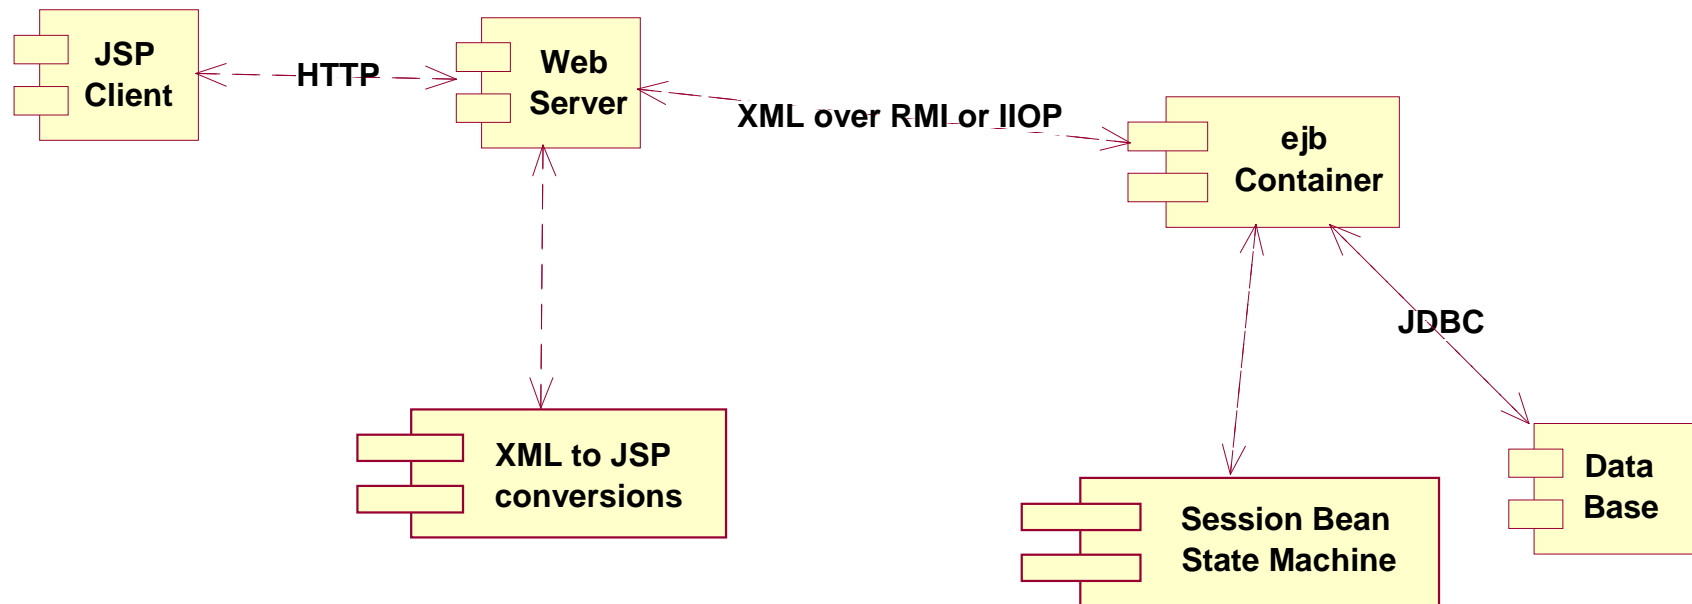 JSP
Client
HTTP
Web
Server
XML over RMI or IIOP
ejb
Container
JDBC
XML to JSP
conversions
Session Bean
State Machine
Data
Base